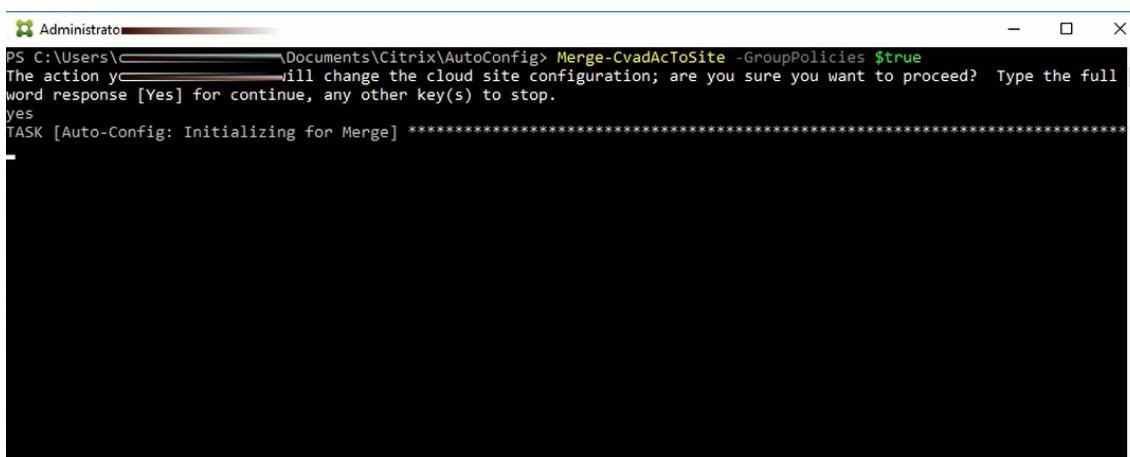 Administrato
PS C:\Users\ \Documents\Citrix\AutoConfig> Merge-CvadAcToSite -GroupPolicies $true
The action y will change the cloud site configuration; are you sure you want to proceed?  Type the full
word response [Yes] for continue, any other key(s) to stop.
yes
TASK [Auto-Config: Initializing for Merge] ******************************************************************************